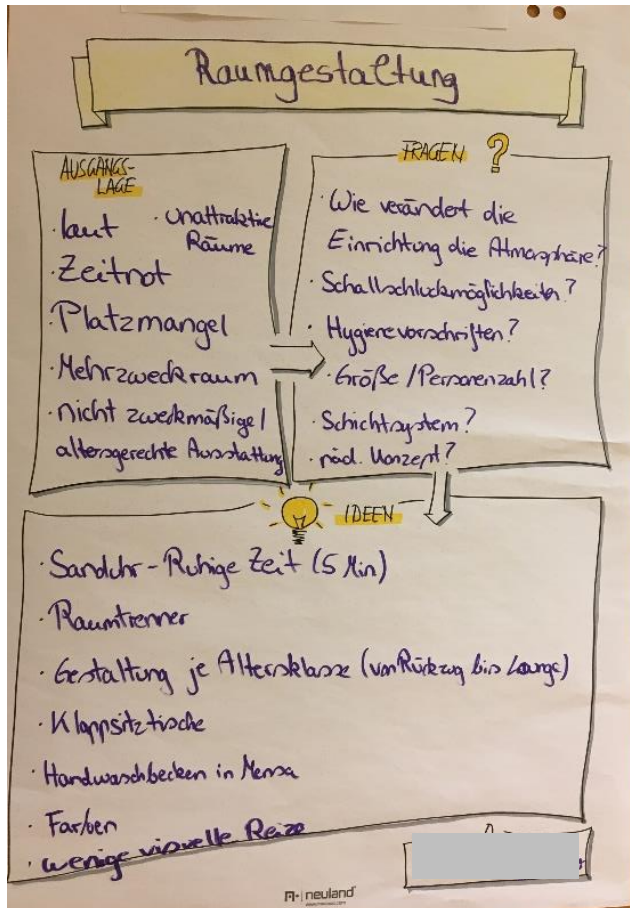 Raumgestaltung
AUSGANGS-
LAGE
· laut · unattraktive
Räume
· Zeitnot
· Platzmangel
· Mehrzweckraum
· nicht zweckmäßige /
altersgerechte Ausstattung
FRAGEN ?
· Wie verändert die
Einrichtung die Atmosphäre?
· Schallschluckmöglichkeiten?
· Hygienevorschriften?
· Größe / Personenzahl?
· Schichtsystem?
· päd. Konzept?
IDEEN
· Sanduhr - Ruhige Zeit (5 Min)
· Raumtrenner
· Gestaltung je Altersklasse (von Rückzug bis Lounge)
· Klappsitztische
· Handwaschbecken in Mensa
· Farben
· wenige visuelle Reize
neuland